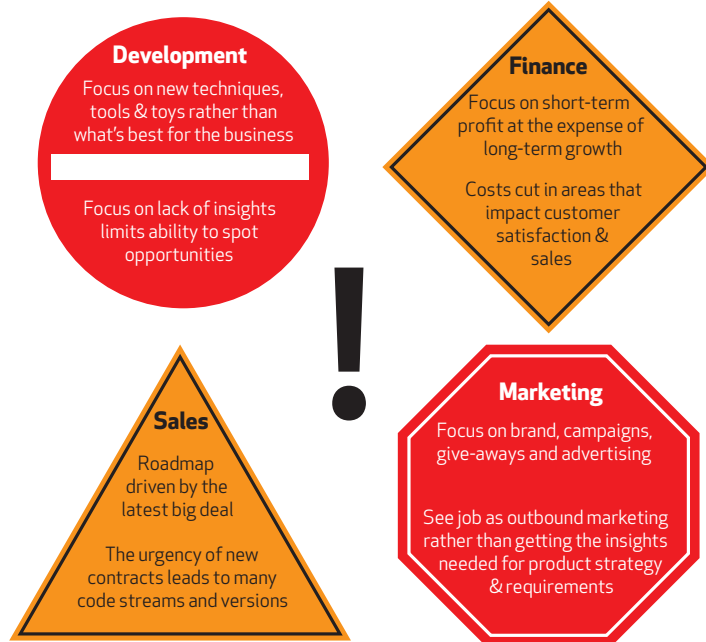 Development
Focus on new techniques,
tools & toys rather than
what's best for the business
Focus on lack of insights
limits ability to spot
opportunities
Finance
Focus on short-term
profit at the expense of
long-term growth
Costs cut in areas that
impact customer
satisfaction &
sales
!
Sales
Roadmap
driven by the
latest big deal
The urgency of new
contracts leads to many
code streams and versions
Marketing
Focus on brand, campaigns,
give-aways and advertising
See job as outbound marketing
rather than getting the insights
needed for product strategy
& requirements